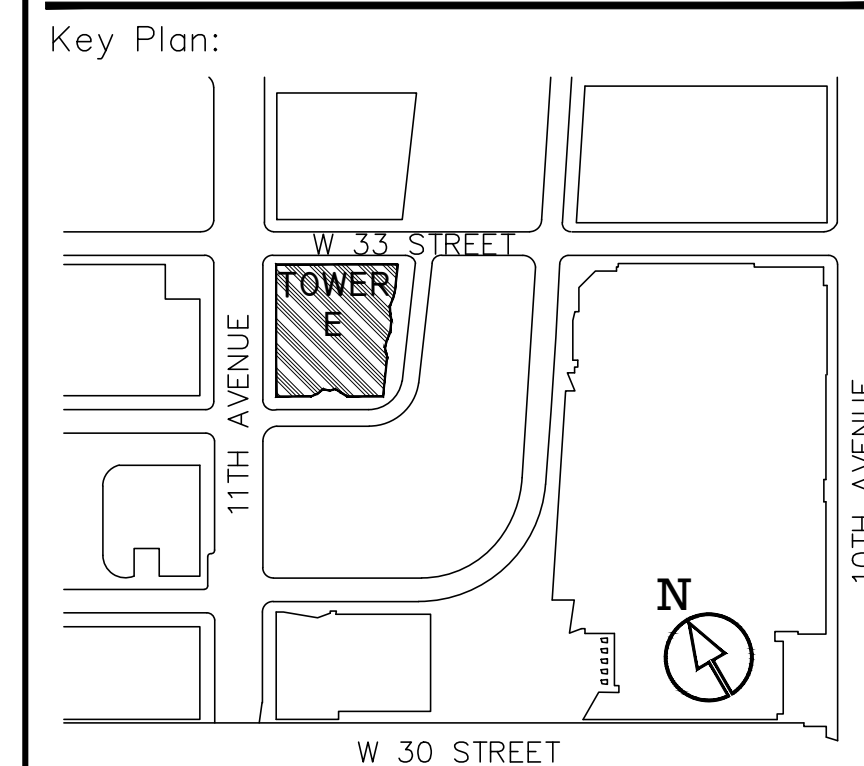 Key Plan:
W 33 STREET
TOWER
E
11TH AVENUE
10TH AVENUE
N
W 30 STREET